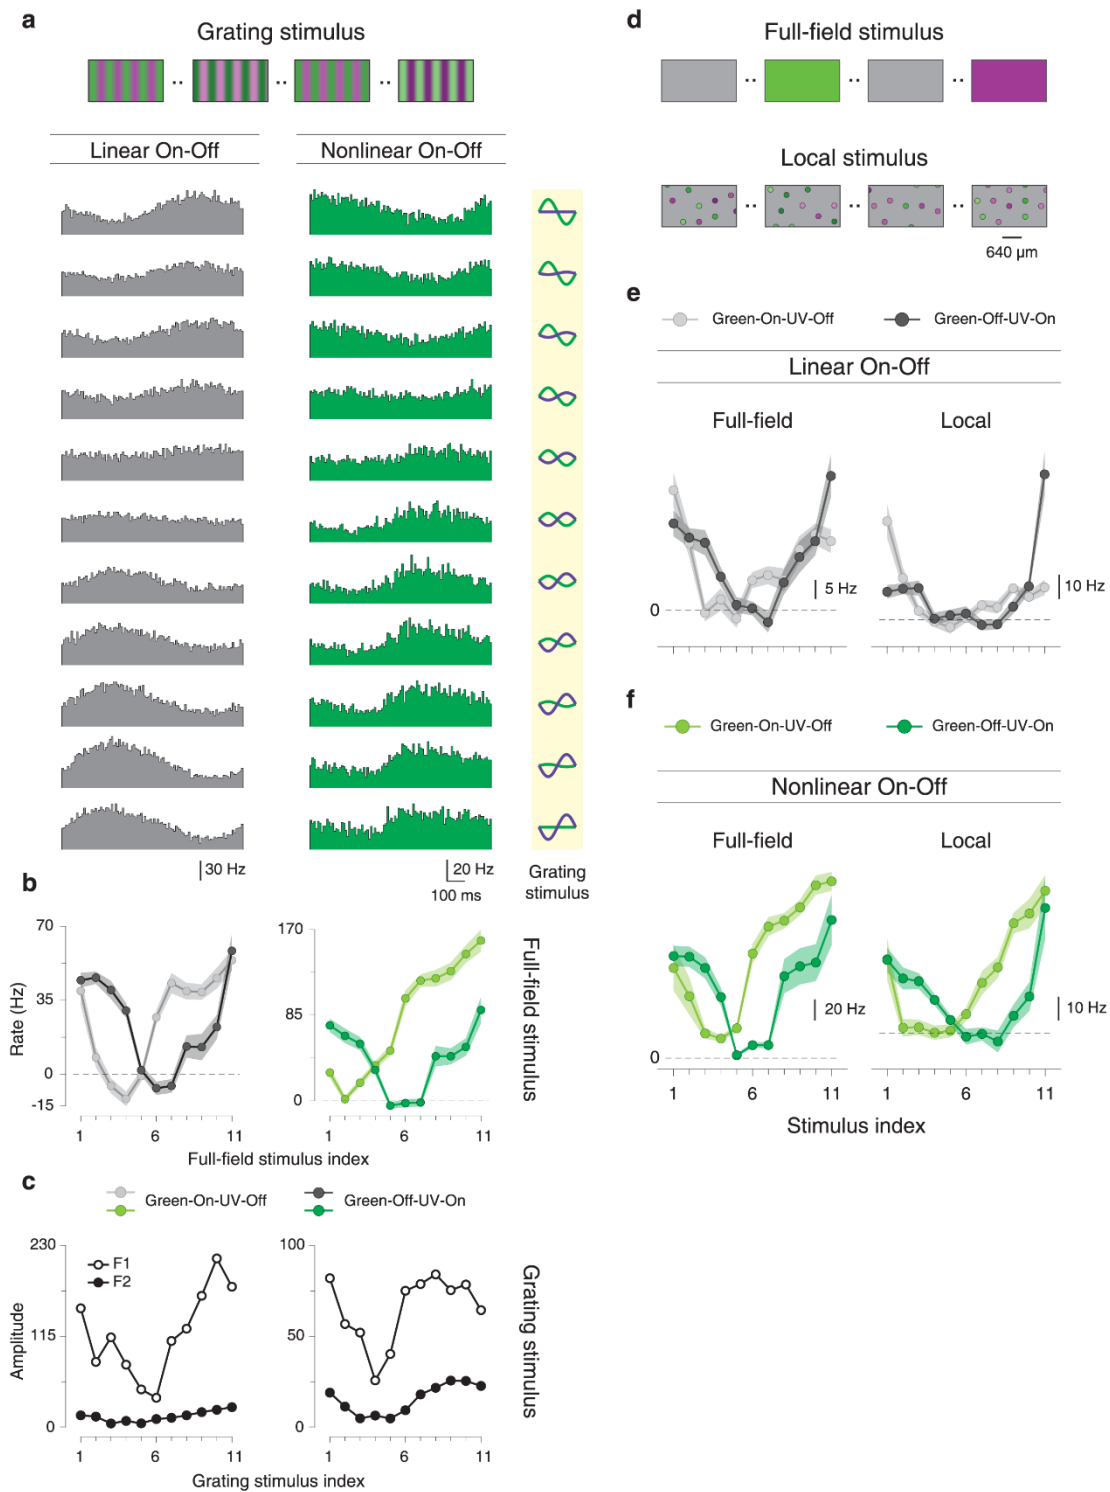 a
Grating stimulus
Linear On-Off
Nonlinear On-Off
30 Hz
20 Hz
100 ms
Grating
stimulus
b
70
35
0
-15
Rate (Hz)
1
6
11
170
85
0
1
6
11
Full-field stimulus index
Full-field stimulus
c
Green-On-UV-Off
Green-Off-UV-On
230
115
0
Amplitude
F1
F2
1
6
11
100
50
0
1
6
11
Grating stimulus index
Grating stimulus
d
Full-field stimulus
Local stimulus
640 µm
e
Green-On-UV-Off
Green-Off-UV-On
Linear On-Off
Full-field
Local
0
5 Hz
10 Hz
f
Green-On-UV-Off
Green-Off-UV-On
Nonlinear On-Off
Full-field
Local
0
20 Hz
10 Hz
1
6
11
1
6
11
Stimulus index